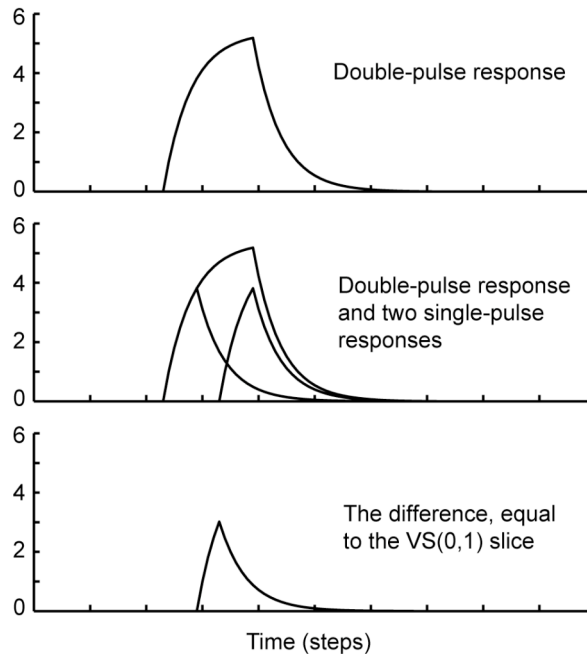 6
4
2
0
Double-pulse response
6
4
2
0
Double-pulse response
and two single-pulse
responses
6
4
2
0
The difference, equal
to the VS(0,1) slice
Time (steps)